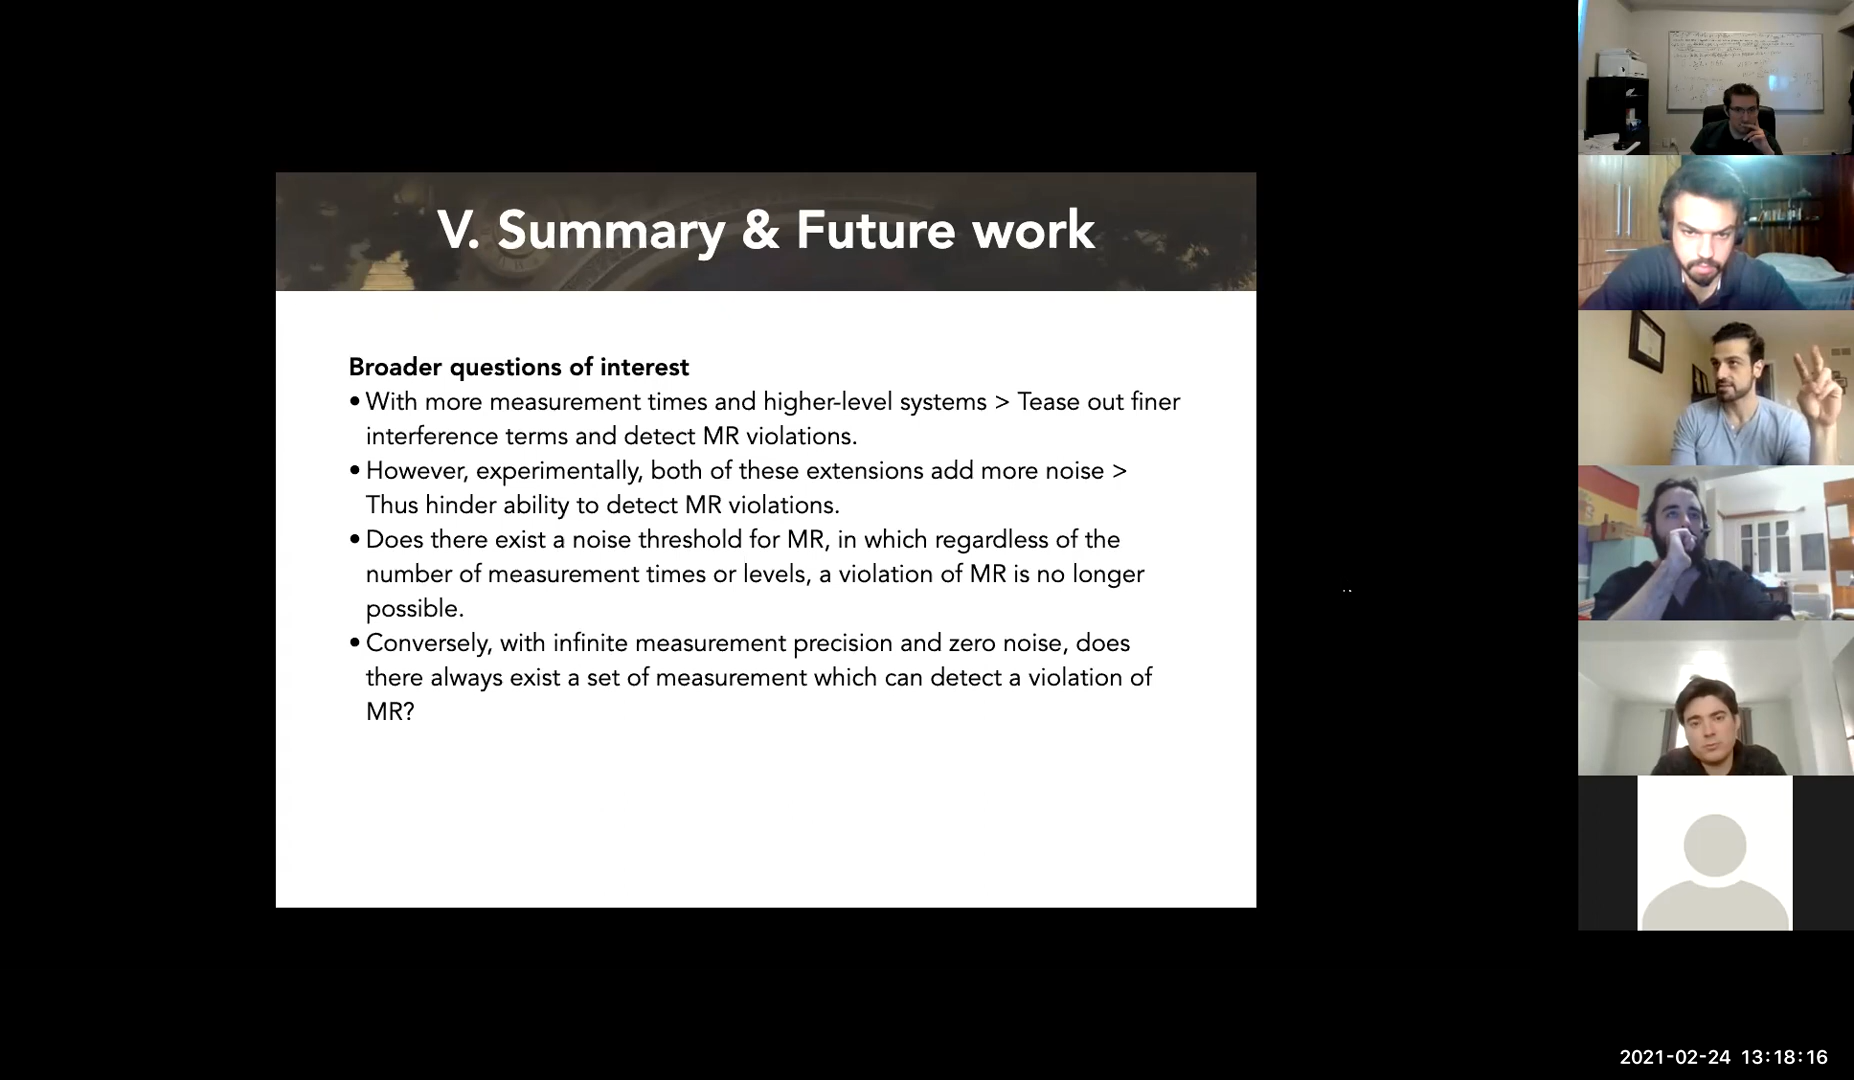 V. Summary & Future work
Broader questions of interest
• With more measurement times and higher-level systems > Tease out finer
interference terms and detect MR violations.
• However, experimentally, both of these extensions add more noise >
Thus hinder ability to detect MR violations.
• Does there exist a noise threshold for MR, in which regardless of the
number of measurement times or levels, a violation of MR is no longer
possible.
• Conversely, with infinite measurement precision and zero noise, does
there always exist a set of measurement which can detect a violation of
MR?
2021-02-24 13:18:16